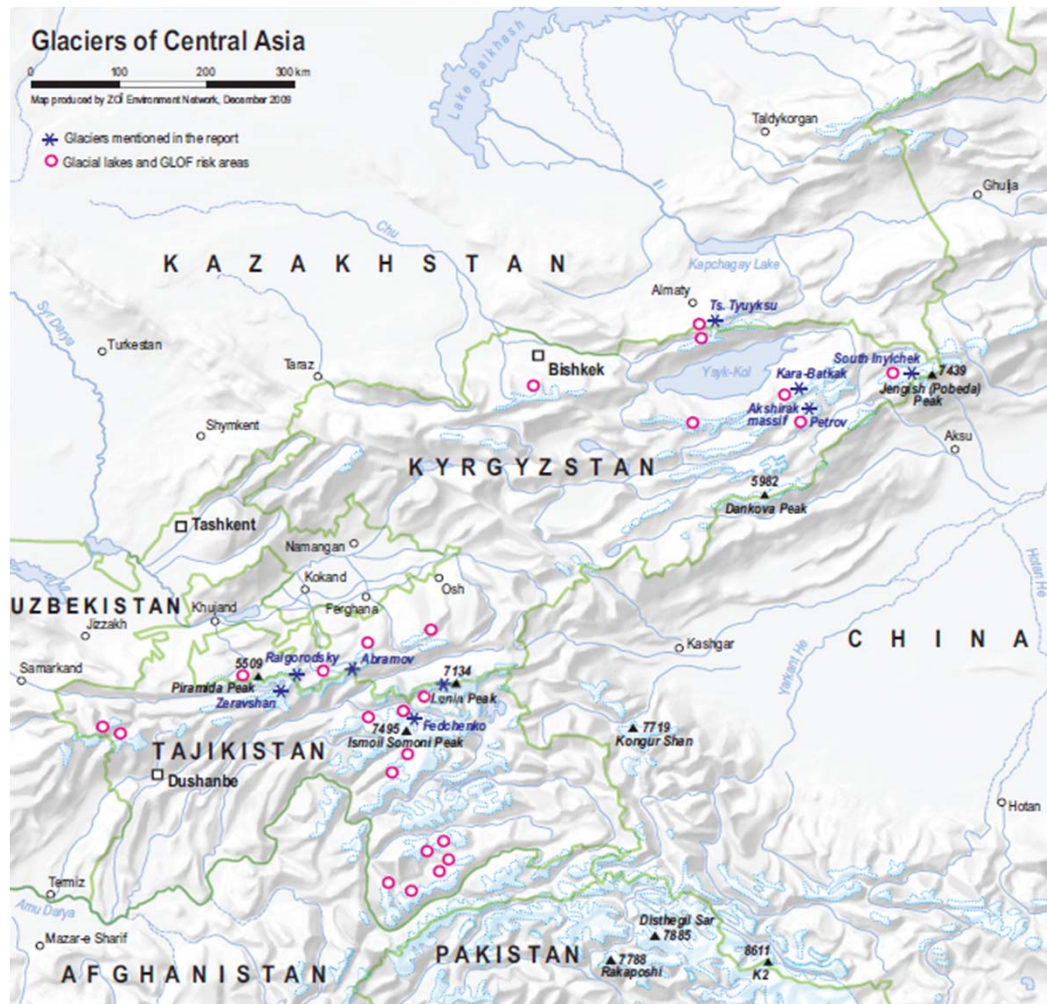 Glaciers of Central Asia
0 100 200 300 km
Map produced by ZOÏ Environment Network, December 2009
Glaciers mentioned in the report
Glacial lakes and GLOF risk areas
Lake Balkhash
Taldykorgan
Ghulja
Ili
Chu
KAZAKHSTAN
Kapchagay Lake
Almaty
Ts. Tyuyksu
Syr Darya
Turkestan
Taraz
Bishkek
Ysyk-Kol
South Inylchek
7439
Jengish (Pobeda)
Peak
Kara-Batkak
Akshirak
massif
Petrov
Shymkent
Aksu
KYRGYZSTAN
5982
Dankova Peak
Tashkent
Namangan
Kokand
Osh
Ferghana
Hotan He
UZBEKISTAN
Khujand
Jizzakh
Kashgar
CHINA
Yarkant He
Samarkand
5509
Raigorodsky
Abramov
Piramida Peak
Zeravshan
7134
Lenin Peak
Fedchenko
7495
Ismoil Somoni Peak
7719
Kongur Shan
TAJIKISTAN
Dushanbe
Hotan
Termiz
Amu Darya
Mazar-e Sharif
AFGHANISTAN
PAKISTAN
Disthegil Sar
7885
7788
Rakaposhi
8611
K2